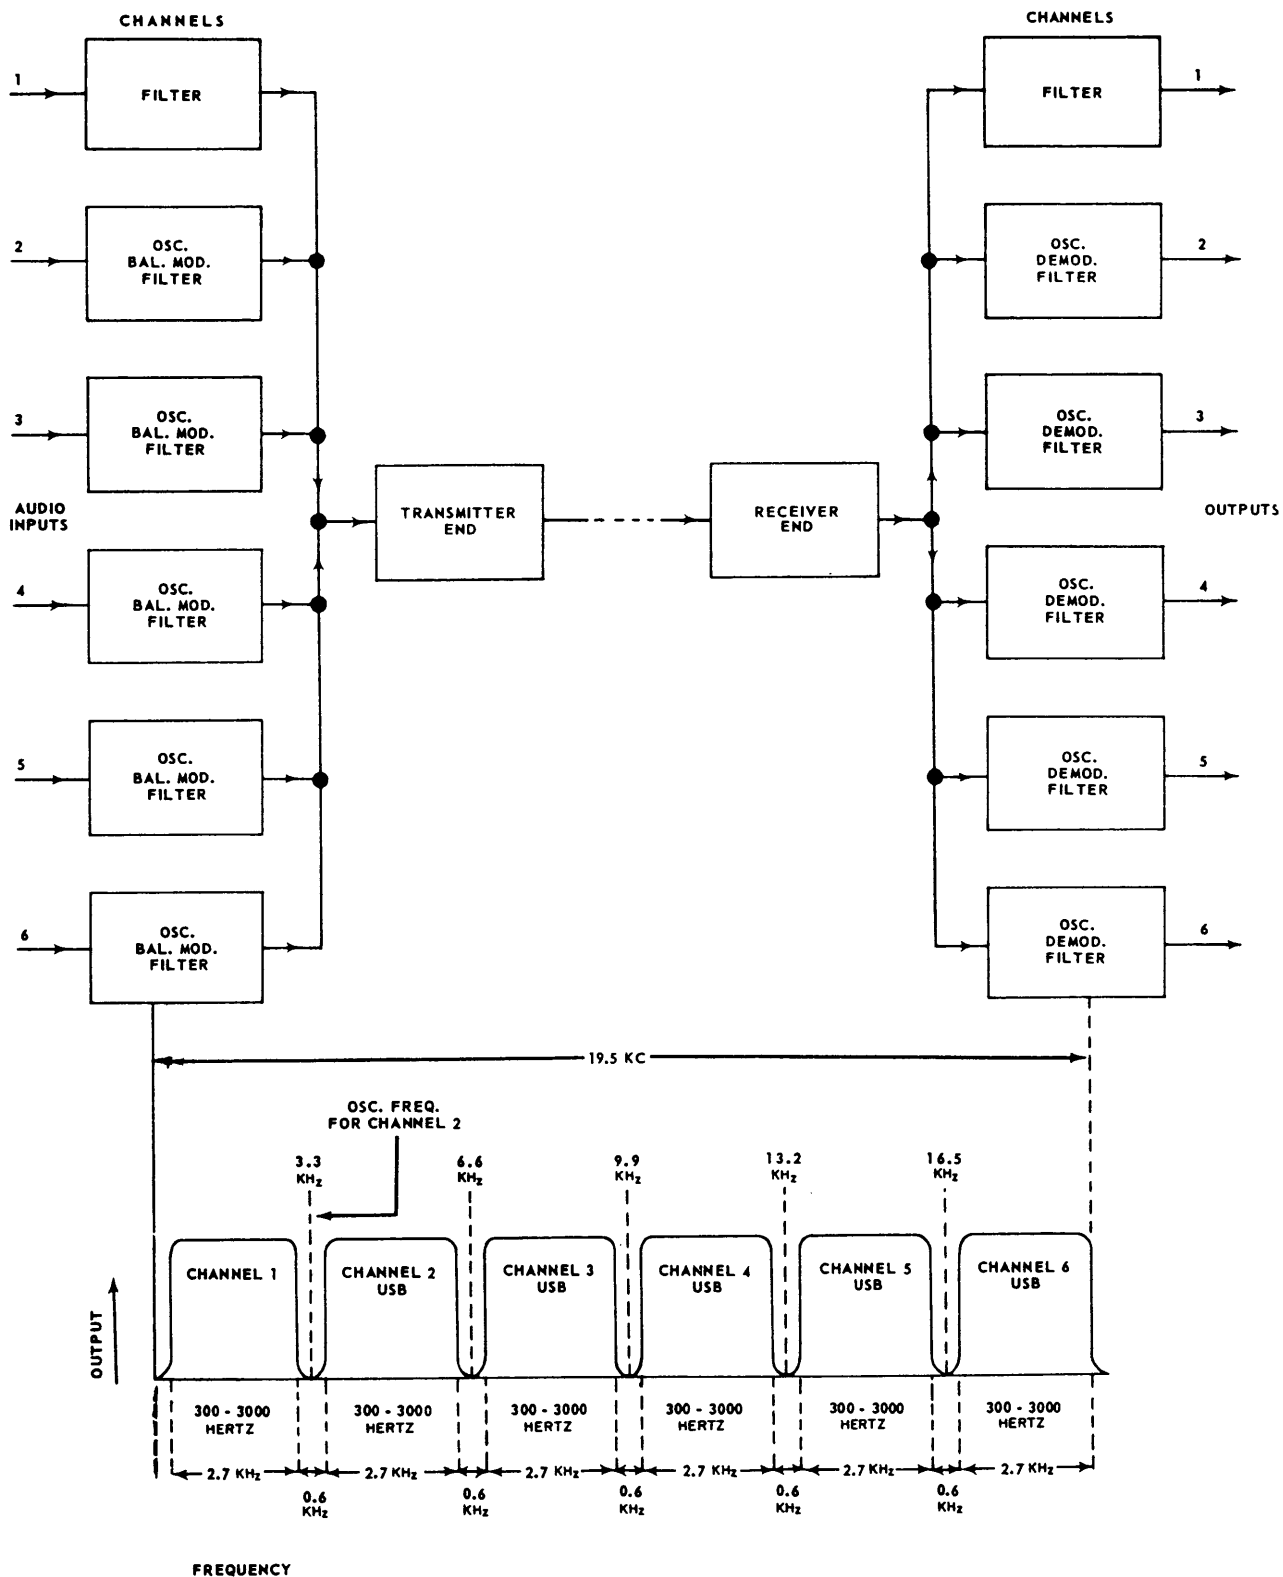 CHANNELS
1
FILTER
2
OSC.
BAL. MOD.
FILTER
3
OSC.
BAL. MOD.
FILTER
AUDIO
INPUTS
4
OSC.
BAL. MOD.
FILTER
5
OSC.
BAL. MOD.
FILTER
6
OSC.
BAL. MOD.
FILTER
TRANSMITTER
END
RECEIVER
END
CHANNELS
FILTER
1
OSC.
DEMOD.
FILTER
2
OSC.
DEMOD.
FILTER
3
OUTPUTS
OSC.
DEMOD.
FILTER
4
OSC.
DEMOD.
FILTER
5
OSC.
DEMOD.
FILTER
6
19.5 KC
OSC. FREQ.
FOR CHANNEL 2
3.3
KHz
6.6
KHz
9.9
KHz
13.2
KHz
16.5
KHz
OUTPUT
CHANNEL 1
CHANNEL 2
USB
CHANNEL 3
USB
CHANNEL 4
USB
CHANNEL 5
USB
CHANNEL 6
USB
300 - 3000
HERTZ
300 - 3000
HERTZ
300 - 3000
HERTZ
300 - 3000
HERTZ
300 - 3000
HERTZ
300 - 3000
HERTZ
2.7 KHz
2.7 KHz
2.7 KHz
2.7 KHz
2.7 KHz
2.7 KHz
0.6
KHz
0.6
KHz
0.6
KHz
0.6
KHz
0.6
KHz
FREQUENCY